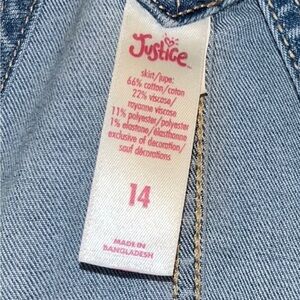 Justice
skirt/jupe:
66% cotton/coton
22% viscose/
rayonne viscose
11% polyester/polyester
1% elastane/élasthanne
exclusive of decoration/
sauf décorations
14
MADE IN
BANGLADESH